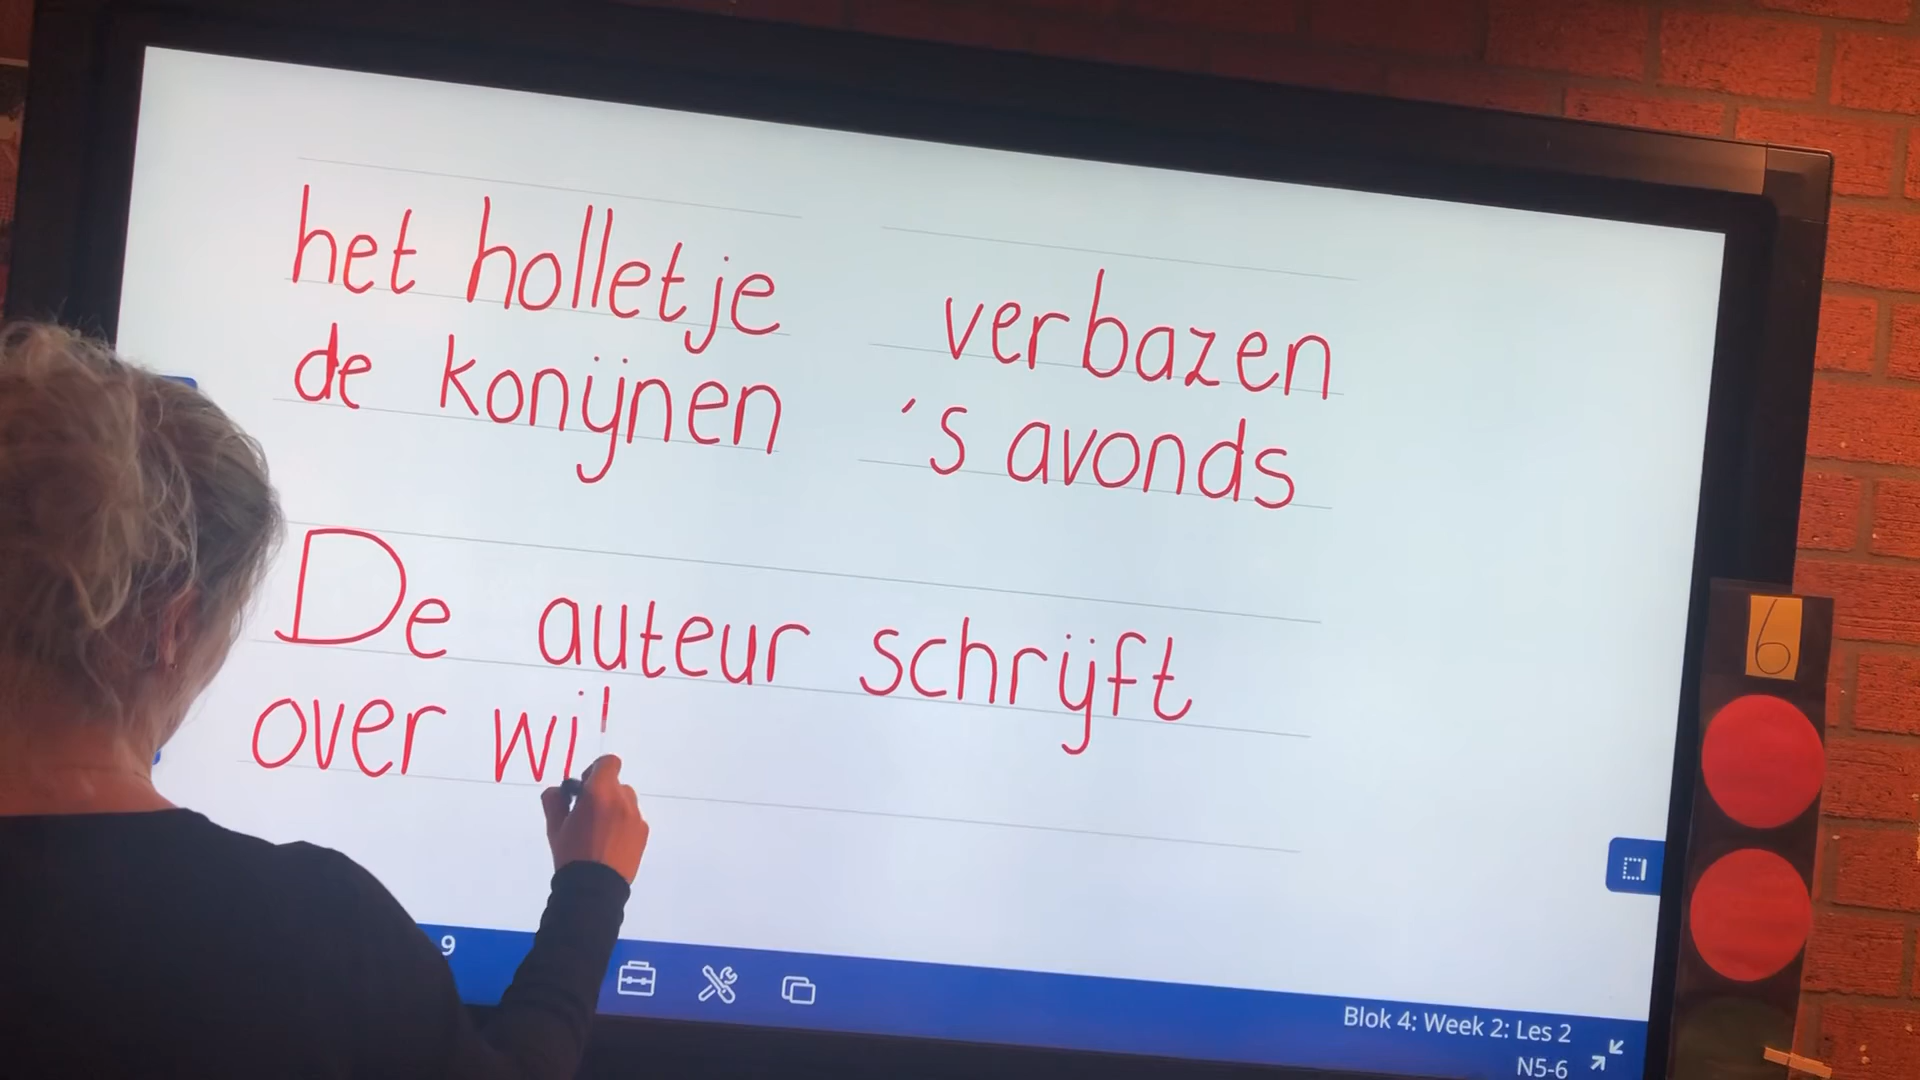 het holletje
de konijnen
verbazen
's avonds
De auteur schrijft
over wil
6
9
Blok 4: Week 2: Les 2
N5-6